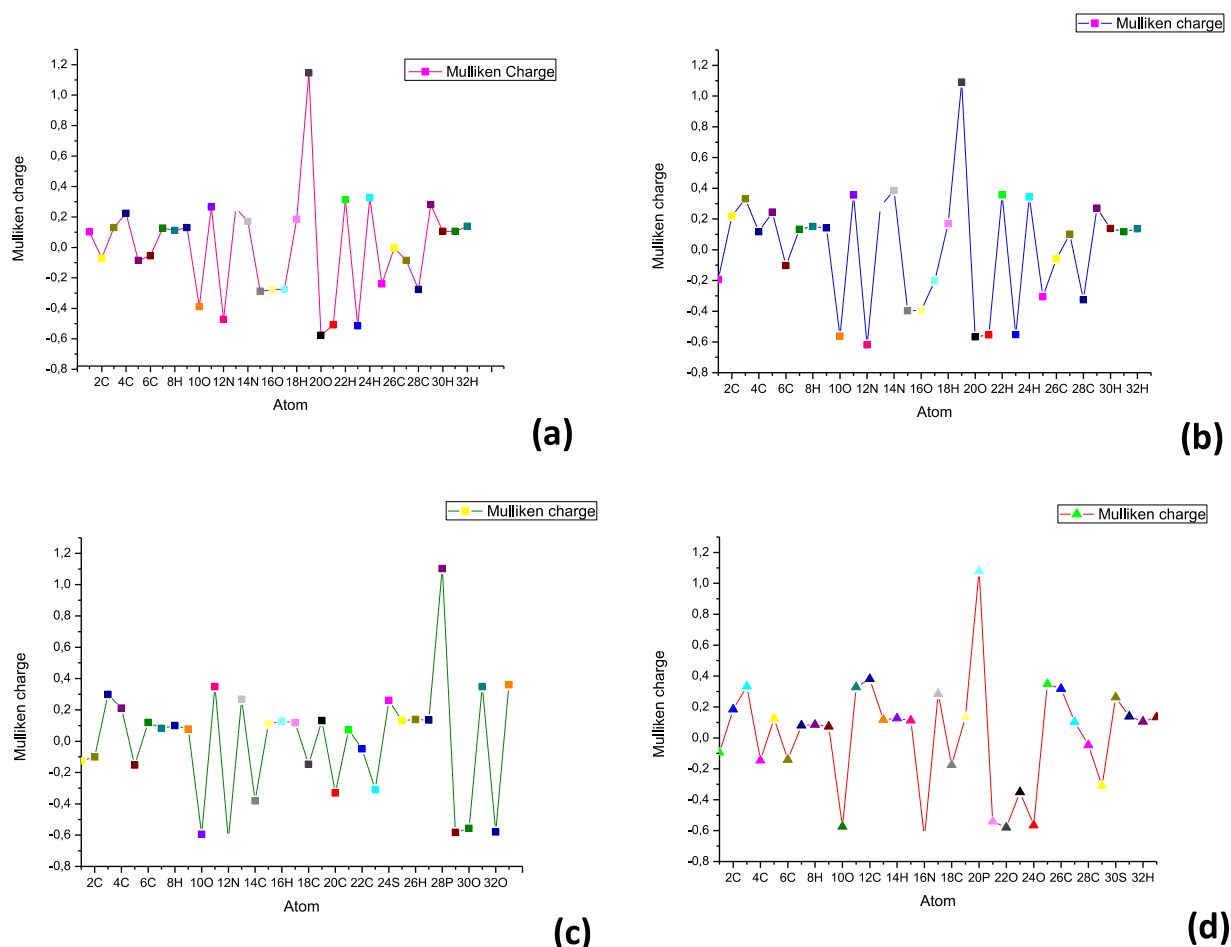 Mulliken Charge
1,2
1,0
0,8
0,6
0,4
0,2
0,0
-0,2
-0,4
-0,6
-0,8
Mulliken charge
2C 4C 6C 8H 10O 12N 14N 16O 18H 20O 22H 24H 26C 28C 30H 32H
Atom
(a)
Mulliken charge
1,2
1,0
0,8
0,6
0,4
0,2
0,0
-0,2
-0,4
-0,6
-0,8
Mulliken charge
2C 4C 6C 8H 10O 12N 14N 16O 18H 20O 22H 24H 26C 28C 30H 32H
Atom
(b)
Mulliken charge
1,2
1,0
0,8
0,6
0,4
0,2
0,0
-0,2
-0,4
-0,6
-0,8
Mulliken charge
2C 4C 6C 8H 10O 12N 14C 16H 18C 20C 22C 24S 26H 28P 30O 32O
Atom
(c)
Mulliken charge
1,2
1,0
0,8
0,6
0,4
0,2
0,0
-0,2
-0,4
-0,6
-0,8
Mulliken charge
2C 4C 6C 8H 10O 12C 14H 16N 18C 20P 22O 24O 26C 28C 30S 32H
Atom
(d)